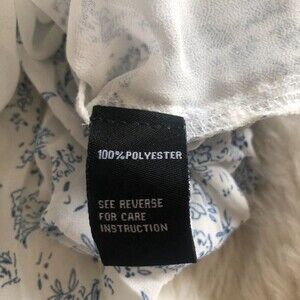 100%POLYESTER
SEE REVERSE
FOR CARE
INSTRUCTION